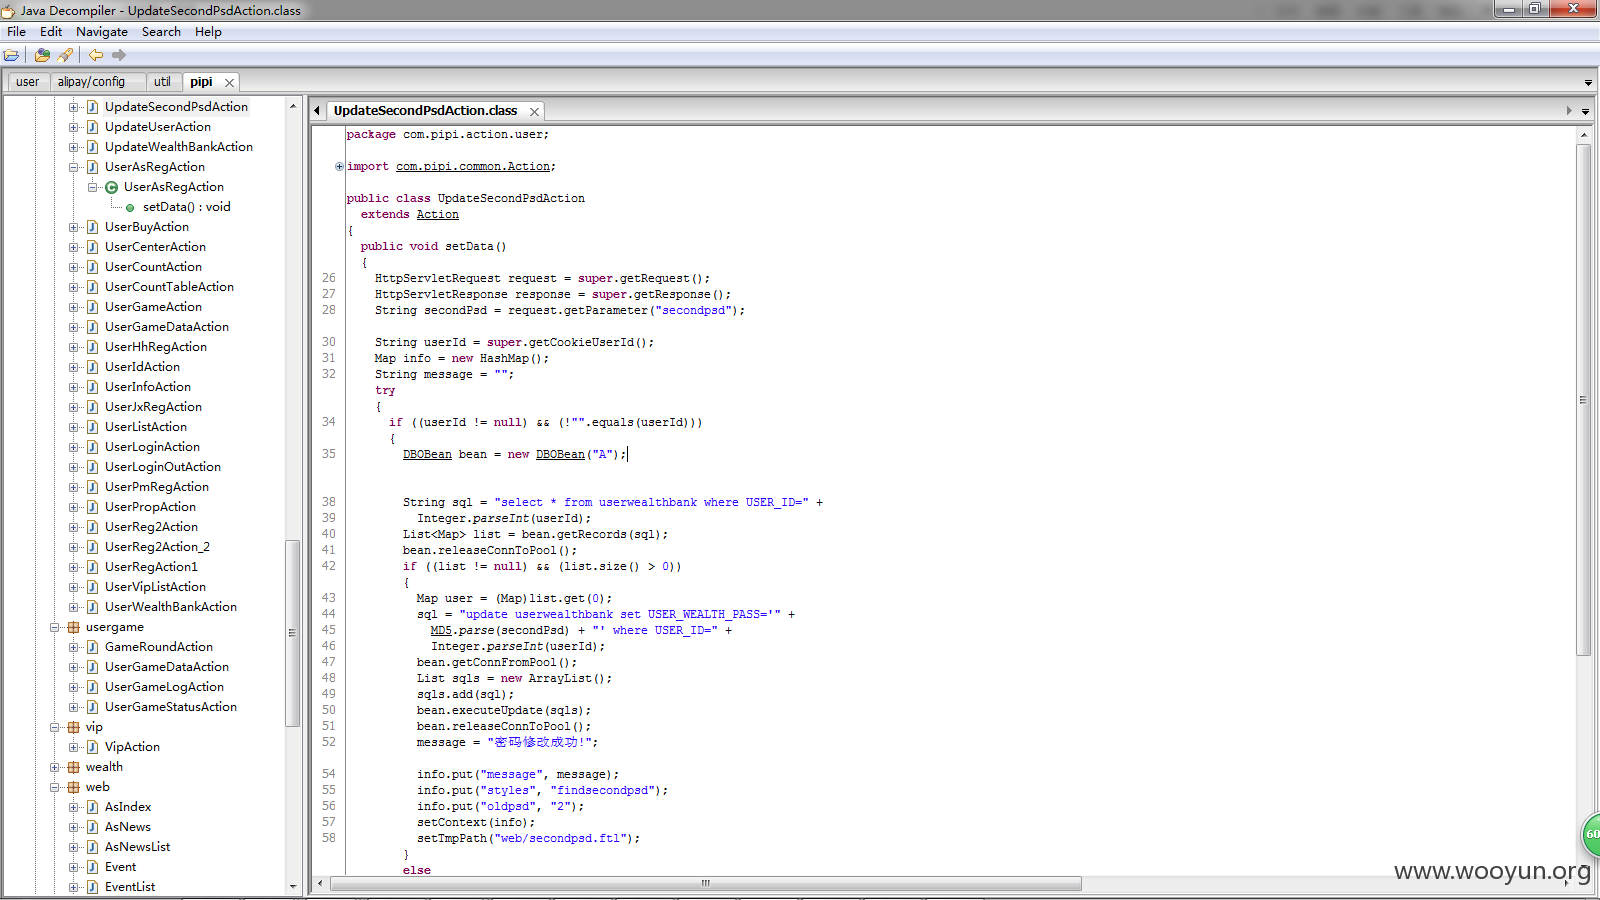 Java Decompiler - UpdateSecondPsdAction.class
File Edit Navigate Search Help
user alipay/config util pipi
UpdateSecondPsdAction
UpdateUserAction
UpdateWealthBankAction
UserAsRegAction
UserAsRegAction
setData() : void
UserBuyAction
UserCenterAction
UserCountAction
UserCountTableAction
UserGameAction
UserGameDataAction
UserHhRegAction
UserIdAction
UserInfoAction
UserJxRegAction
UserListAction
UserLoginAction
UserLoginOutAction
UserPmRegAction
UserPropAction
UserReg2Action
UserReg2Action_2
UserRegAction1
UserVipListAction
UserWealthBankAction
usergame
GameRoundAction
UserGameDataAction
UserGameLogAction
UserGameStatusAction
vip
VipAction
wealth
web
AsIndex
AsNews
AsNewsList
Event
EventList
UpdateSecondPsdAction.class
package com.pipi.action.user;
import com.pipi.common.Action;
public class UpdateSecondPsdAction
extends Action
{
public void setData()
{
26 HttpServletRequest request = super.getRequest();
27 HttpServletResponse response = super.getResponse();
28 String secondPsd = request.getParameter("secondpsd");
30 String userId = super.getCookieUserId();
31 Map info = new HashMap();
32 String message = "";
try
{
34 if ((userId != null) && (!"".equals(userId)))
{
35 DBOBean bean = new DBOBean("A");
38 String sql = "select * from userwealthbank where USER_ID=" +
39 Integer.parseInt(userId);
40 List<Map> list = bean.getRecords(sql);
41 bean.releaseConnToPool();
42 if ((list != null) && (list.size() > 0))
{
43 Map user = (Map)list.get(0);
44 sql = "update userwealthbank set USER_WEALTH_PASS='" +
45 MD5.parse(secondPsd) + "' where USER_ID=" +
46 Integer.parseInt(userId);
47 bean.getConnFromPool();
48 List sqls = new ArrayList();
49 sqls.add(sql);
50 bean.executeUpdate(sqls);
51 bean.releaseConnToPool();
52 message = "密码修改成功!";
54 info.put("message", message);
55 info.put("styles", "findsecondpsd");
56 info.put("oldpsd", "2");
57 setContext(info);
58 setTmpPath("web/secondpsd.ftl");
}
else
60
www.wooyun.org